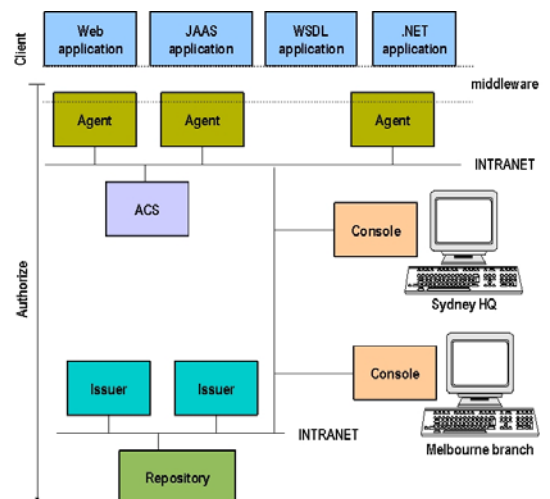 Client
Web
application
JAAS
application
WSDL
application
.NET
application
middleware
Agent
Agent
Agent
INTRANET
ACS
Console
Sydney HQ
Authorize
Issuer
Issuer
Console
INTRANET
Melbourne branch
Repository